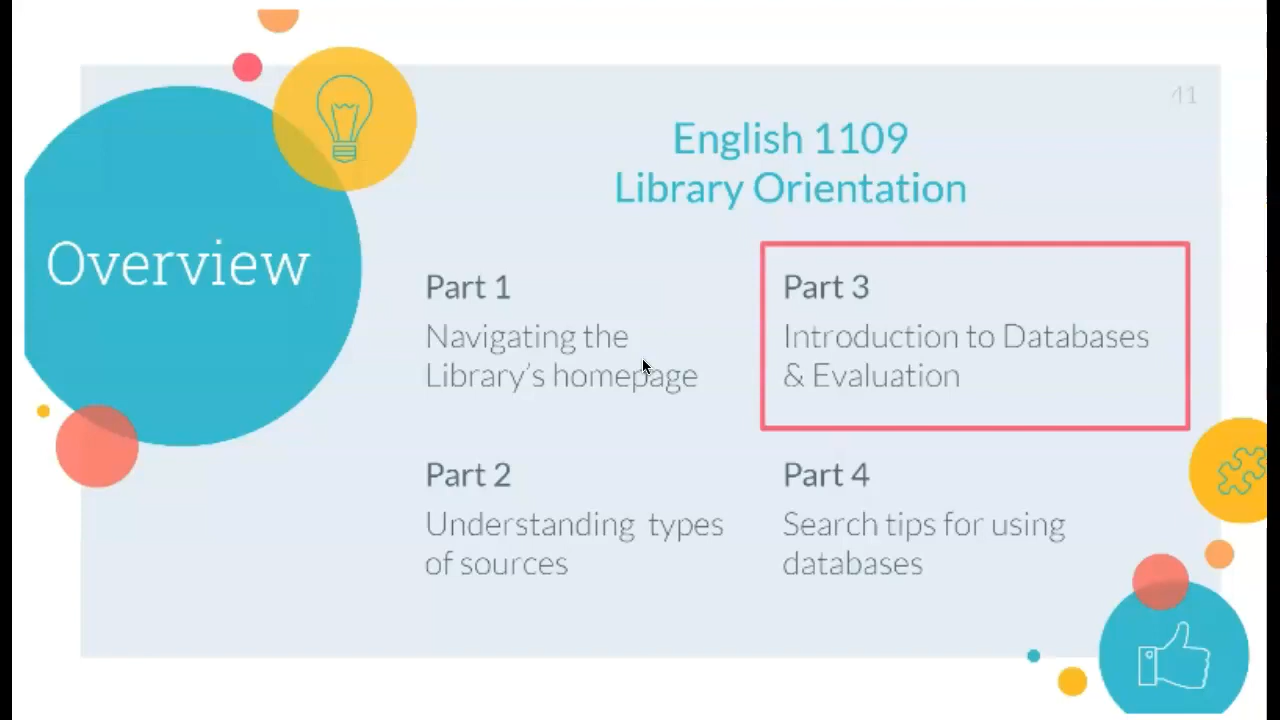 41
English 1109
Library Orientation
Overview
Part 1
Navigating the
Library's homepage
Part 2
Understanding types
of sources
Part 3
Introduction to Databases
& Evaluation
Part 4
Search tips for using
databases